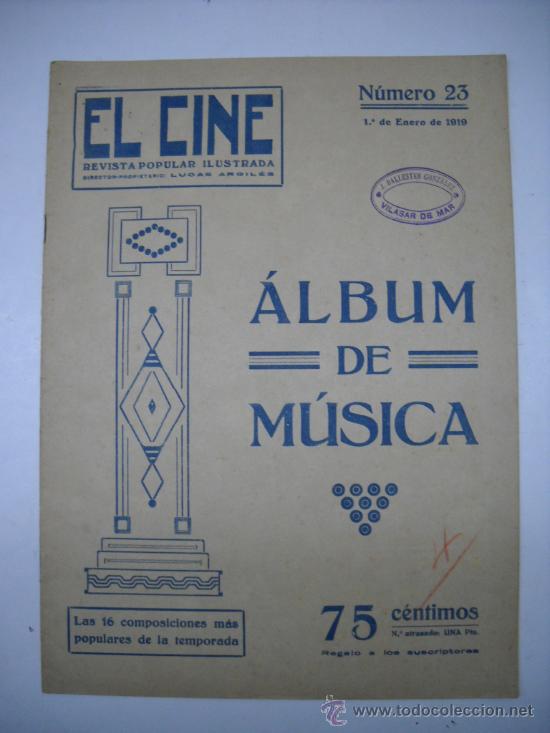 EL CINE
REVISTA POPULAR ILUSTRADA
DIRECTOR-PROPIETARIO: LUCAS ARGILÉS
Número 23
1.º de Enero de 1919
J. BALLESTER GONZALEZ
VILASAR DE MAR
ÁLBUM
DE
MÚSICA
Las 16 composiciones más
populares de la temporada
75 céntimos
N.º atrasado: UNA Pta.
Regalo a los suscriptores
todocoleccion.net